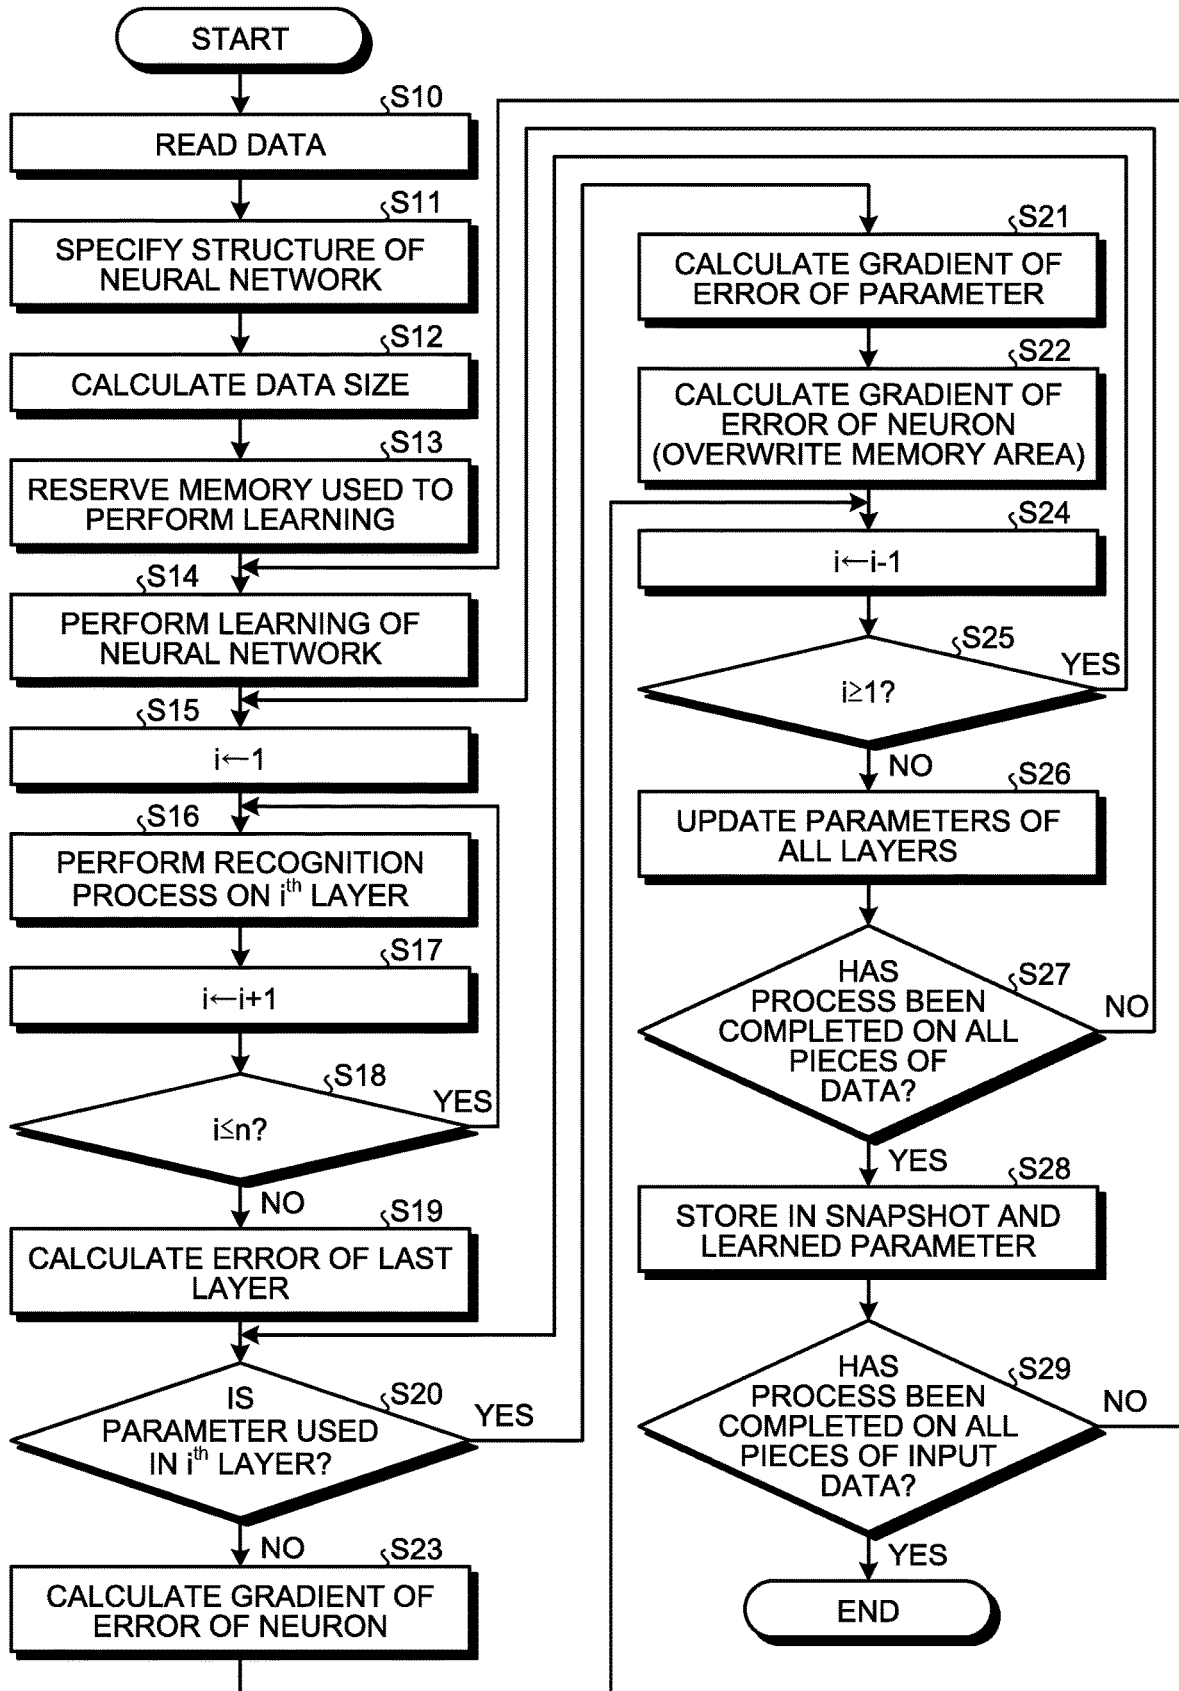 START
S10
READ DATA
S11
SPECIFY STRUCTURE OF
NEURAL NETWORK
S12
CALCULATE DATA SIZE
S13
RESERVE MEMORY USED TO
PERFORM LEARNING
S14
PERFORM LEARNING OF
NEURAL NETWORK
S15
i←1
S16
PERFORM RECOGNITION
PROCESS ON ith LAYER
S17
i←i+1
S18
i≤n?
YES
NO
S19
CALCULATE ERROR OF LAST
LAYER
S20
IS
PARAMETER USED
IN ith LAYER?
YES
NO
S23
CALCULATE GRADIENT OF
ERROR OF NEURON
S21
CALCULATE GRADIENT OF
ERROR OF PARAMETER
S22
CALCULATE GRADIENT OF
ERROR OF NEURON
(OVERWRITE MEMORY AREA)
S24
i←i-1
S25
i≥1?
YES
NO
S26
UPDATE PARAMETERS OF
ALL LAYERS
S27
HAS
PROCESS BEEN
COMPLETED ON ALL
PIECES OF
DATA?
NO
YES
S28
STORE IN SNAPSHOT AND
LEARNED PARAMETER
S29
HAS
PROCESS BEEN
COMPLETED ON ALL
PIECES OF INPUT
DATA?
NO
YES
END